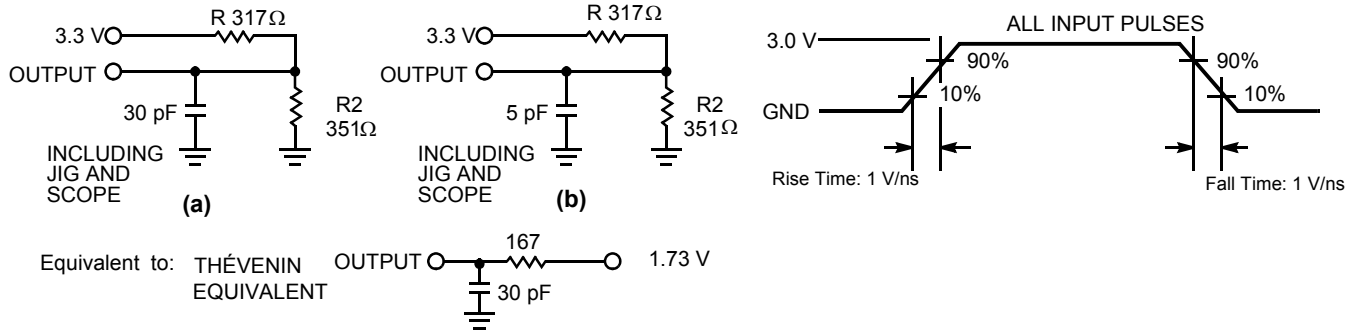 R 317Ω
3.3 V
OUTPUT
30 pF
R2
351Ω
INCLUDING
JIG AND
SCOPE
(a)
R 317Ω
3.3 V
OUTPUT
5 pF
R2
351Ω
INCLUDING
JIG AND
SCOPE
(b)
ALL INPUT PULSES
3.0 V
90%
10%
GND
90%
10%
Rise Time: 1 V/ns
Fall Time: 1 V/ns
Equivalent to: THÉVENIN
EQUIVALENT
OUTPUT
167
1.73 V
30 pF